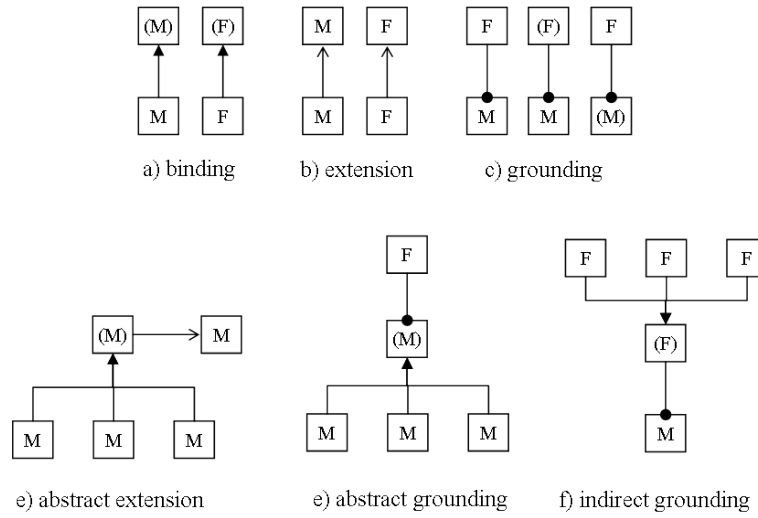 (M) (F) M F F (F) F
M F M F M M (M)
a) binding b) extension c) grounding
F F F F
(M) M (M) (F)
M M M M M M M
e) abstract extension e) abstract grounding f) indirect grounding